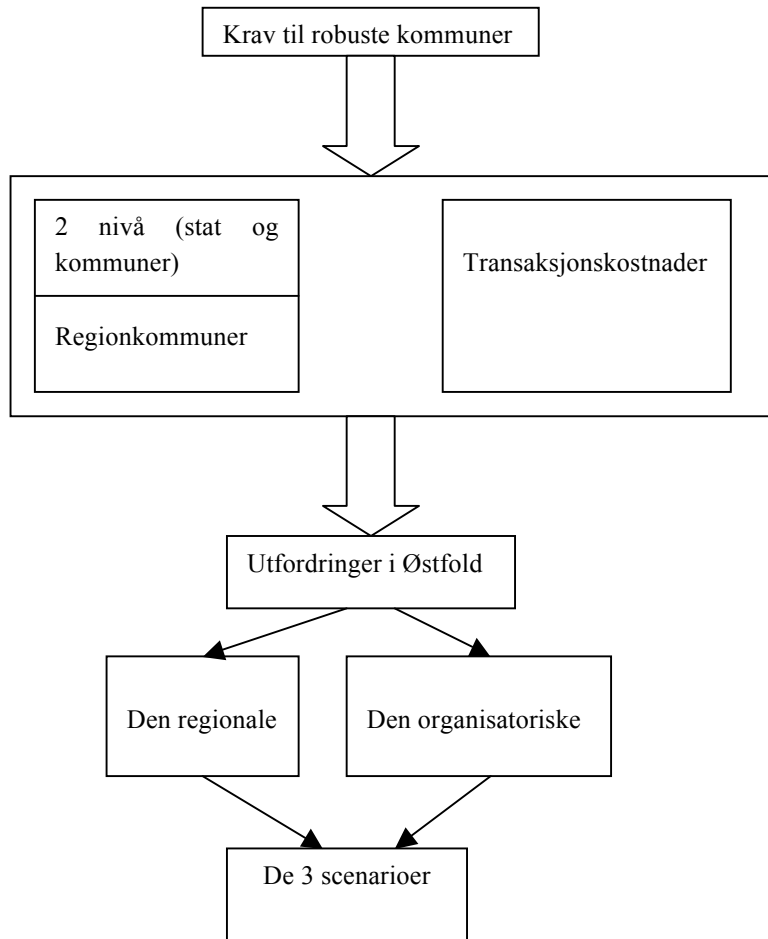 Krav til robuste kommuner
2 nivå (stat og
kommuner)
Regionkommuner
Transaksjonskostnader
Utfordringer i Østfold
Den regionale
Den organisatoriske
De 3 scenarioer